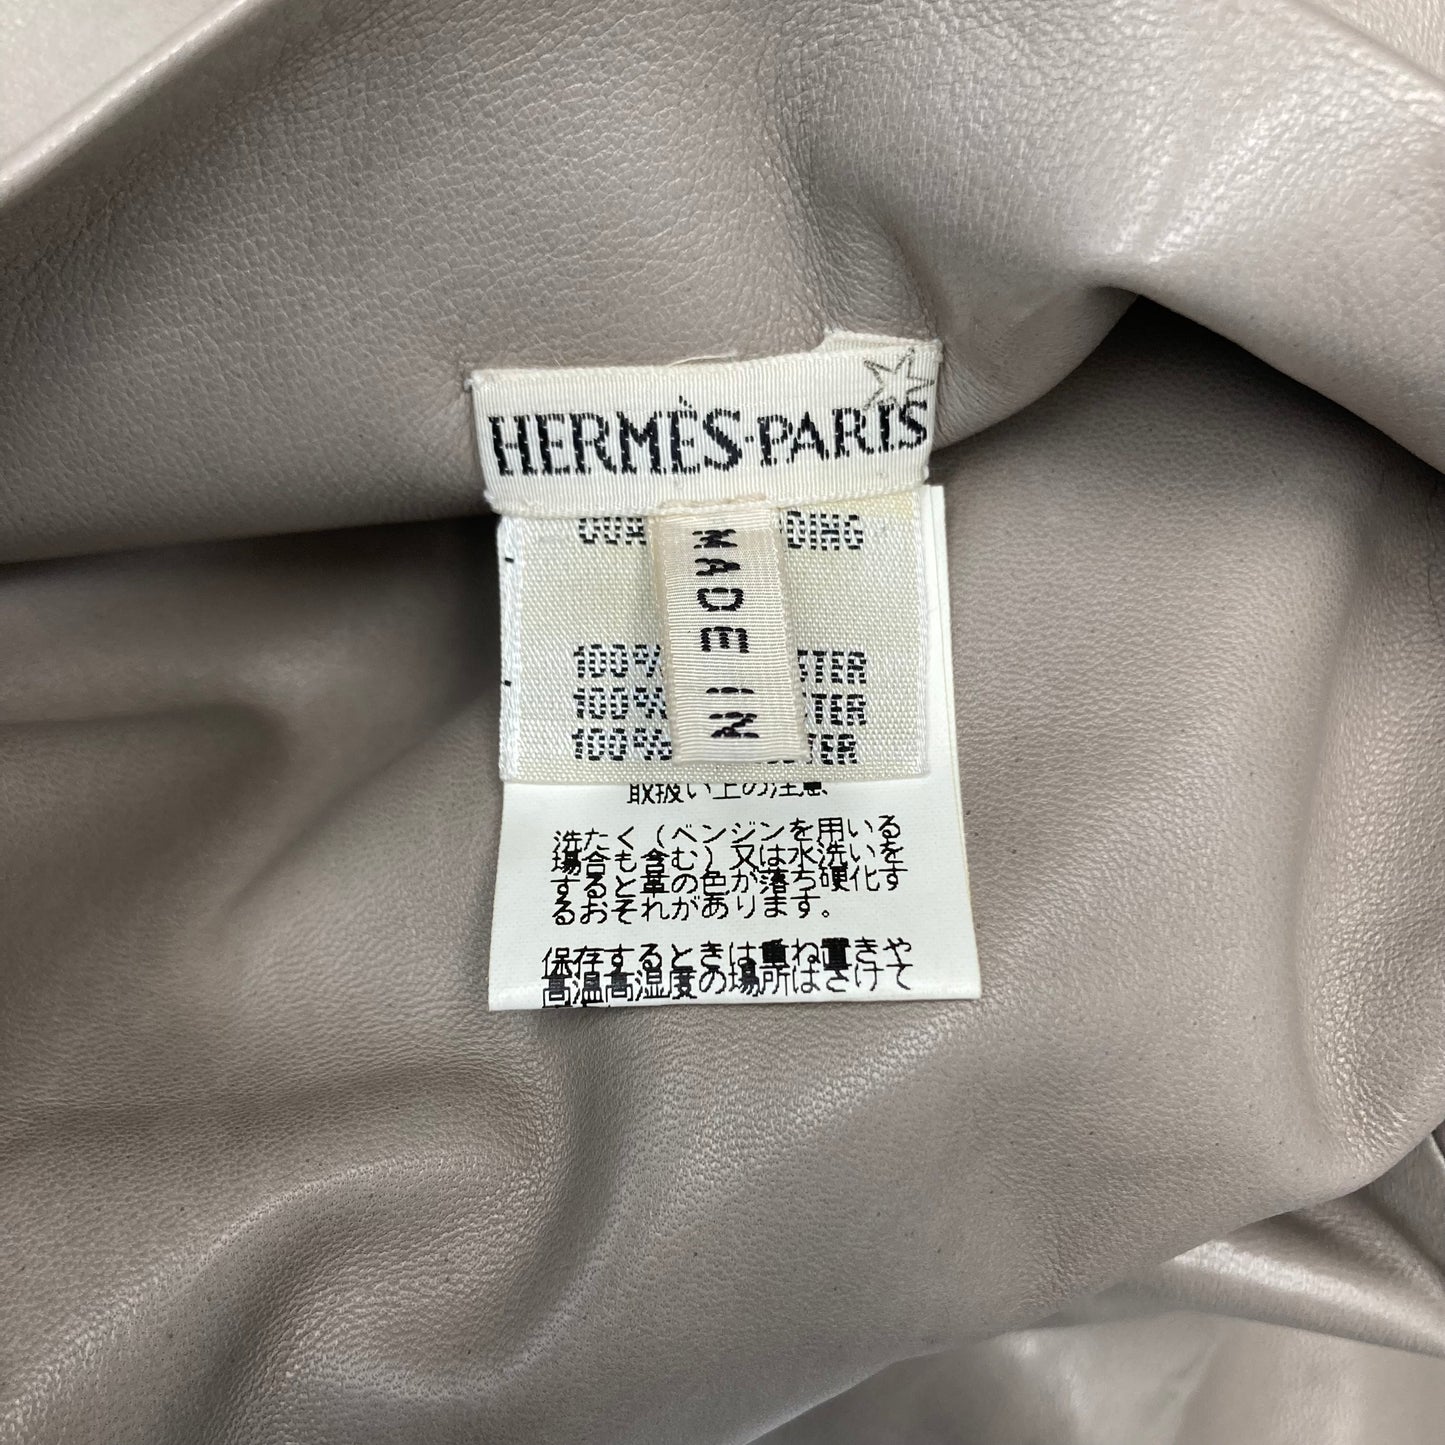 HERMÈS-PARIS
MADE IN
100%
100%
100%
取扱い上の注意
洗たく（ベンジンを用いる
場合も含む）又は水洗いを
すると革の色が落ち硬化す
るおそれがあります。
保存するときは重ね置きや
高温高湿度の場所はさけて